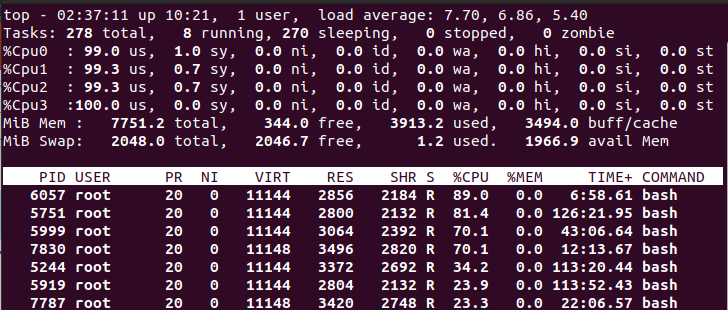 top - 02:37:11 up 10:21,  1 user,  load average: 7.70, 6.86, 5.40
Tasks: 278 total,   8 running, 270 sleeping,   0 stopped,   0 zombie
%Cpu0  : 99.0 us,  1.0 sy,  0.0 ni,  0.0 id,  0.0 wa,  0.0 hi,  0.0 si,  0.0 st
%Cpu1  : 99.3 us,  0.7 sy,  0.0 ni,  0.0 id,  0.0 wa,  0.0 hi,  0.0 si,  0.0 st
%Cpu2  : 99.3 us,  0.7 sy,  0.0 ni,  0.0 id,  0.0 wa,  0.0 hi,  0.0 si,  0.0 st
%Cpu3  :100.0 us,  0.0 sy,  0.0 ni,  0.0 id,  0.0 wa,  0.0 hi,  0.0 si,  0.0 st
MiB Mem :   7751.2 total,    344.0 free,   3913.2 used,   3494.0 buff/cache
MiB Swap:   2048.0 total,   2046.7 free,      1.2 used.   1966.9 avail Mem
PID USER      PR  NI    VIRT    RES    SHR S  %CPU  %MEM     TIME+ COMMAND
6057 root      20   0   11144   2856   2184 R  89.0   0.0   6:58.61 bash
5751 root      20   0   11144   2800   2132 R  81.4   0.0 126:21.95 bash
5999 root      20   0   11144   3064   2392 R  70.1   0.0  43:06.64 bash
7830 root      20   0   11148   3496   2820 R  70.1   0.0  12:13.67 bash
5244 root      20   0   11144   3372   2692 R  34.2   0.0 113:20.44 bash
5919 root      20   0   11144   2804   2132 R  23.9   0.0 113:52.43 bash
7787 root      20   0   11148   3420   2748 R  23.3   0.0  22:06.57 bash